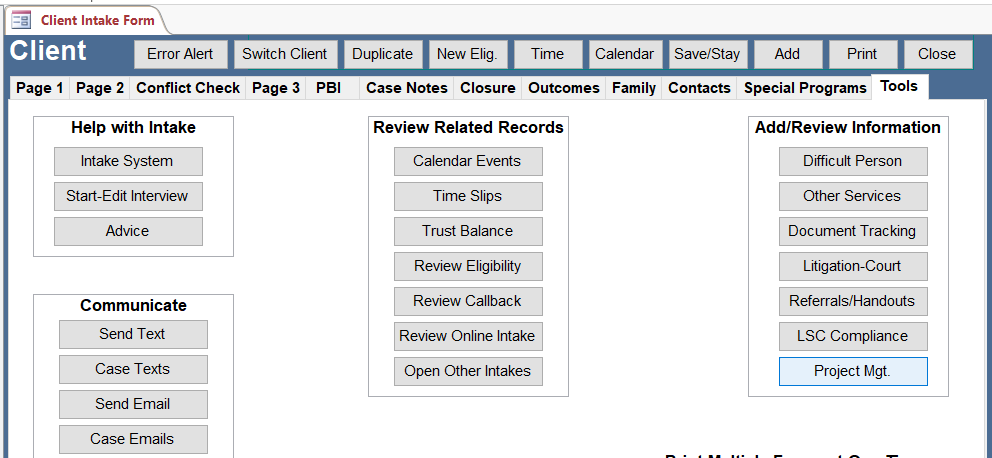 Client Intake Form
Client
Error Alert
Switch Client
Duplicate
New Elig.
Time
Calendar
Save/Stay
Add
Print
Close
Page 1
Page 2
Conflict Check
Page 3
PBI
Case Notes
Closure
Outcomes
Family
Contacts
Special Programs
Tools
Help with Intake
Intake System
Start-Edit Interview
Advice
Communicate
Send Text
Case Texts
Send Email
Case Emails
Review Related Records
Calendar Events
Time Slips
Trust Balance
Review Eligibility
Review Callback
Review Online Intake
Open Other Intakes
Add/Review Information
Difficult Person
Other Services
Document Tracking
Litigation-Court
Referrals/Handouts
LSC Compliance
Project Mgt.